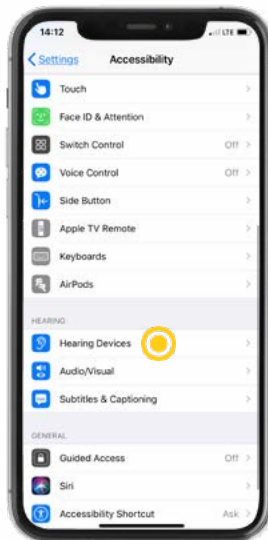 14:12
LTE
Settings
Accessibility
Touch
Face ID & Attention
Switch Control Off
Voice Control Off
Side Button
Apple TV Remote
Keyboards
AirPods
HEARING
Hearing Devices
Audio/Visual
Subtitles & Captioning
GENERAL
Guided Access Off
Siri
Accessibility Shortcut Ask